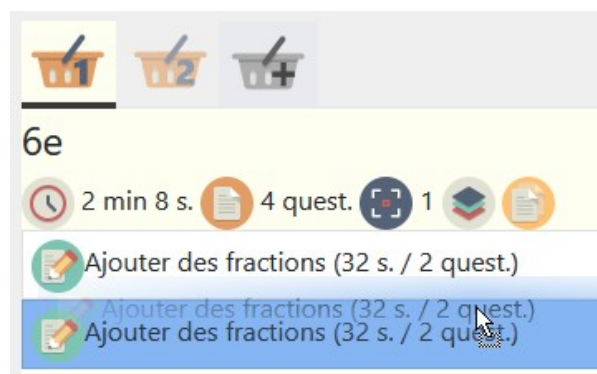 1 2
6e
2 min 8 s. 4 quest. 1
Ajouter des fractions (32 s. / 2 quest.)
Ajouter des fractions (32 s. / 2 quest.)
Ajouter des fractions (32 s. / 2 quest.)